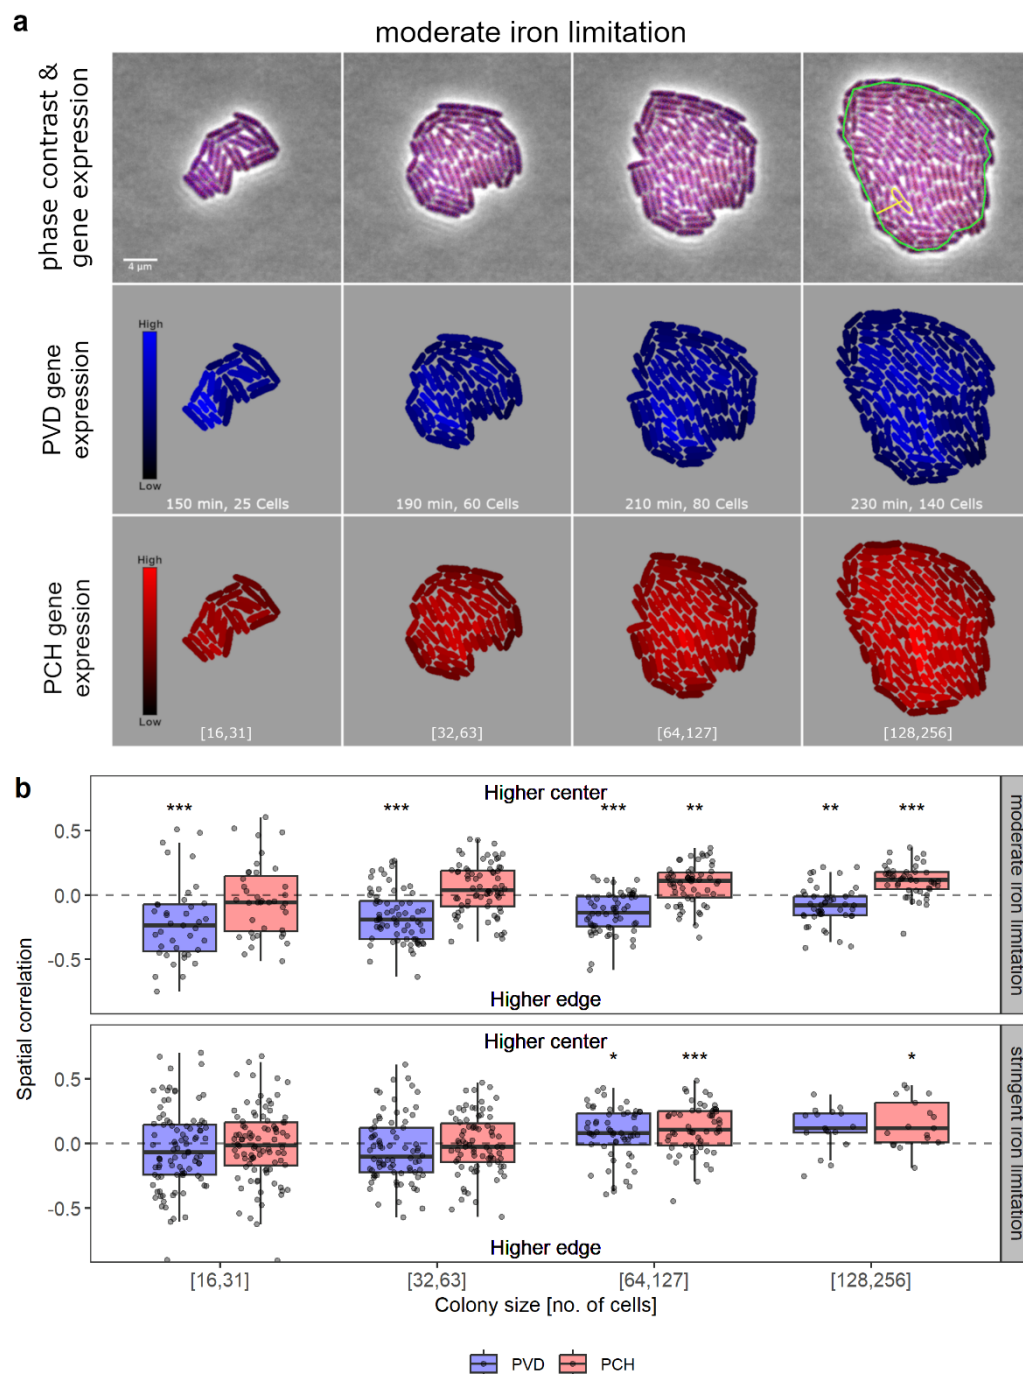 a
moderate iron limitation
phase contrast &
gene expression
4 μm
PVD gene
expression
High
Low
150 min, 25 Cells
190 min, 60 Cells
210 min, 80 Cells
230 min, 140 Cells
PCH gene
expression
High
Low
[16,31]
[32,63]
[64,127]
[128,256]
b
Spatial correlation
Higher center
*** *** *** ** ** ***
0.5
0.0
-0.5
Higher edge
moderate iron limitation
Higher center
* *** *
0.5
0.0
-0.5
Higher edge
stringent iron limitation
[16,31] [32,63] [64,127] [128,256]
Colony size [no. of cells]
PVD PCH